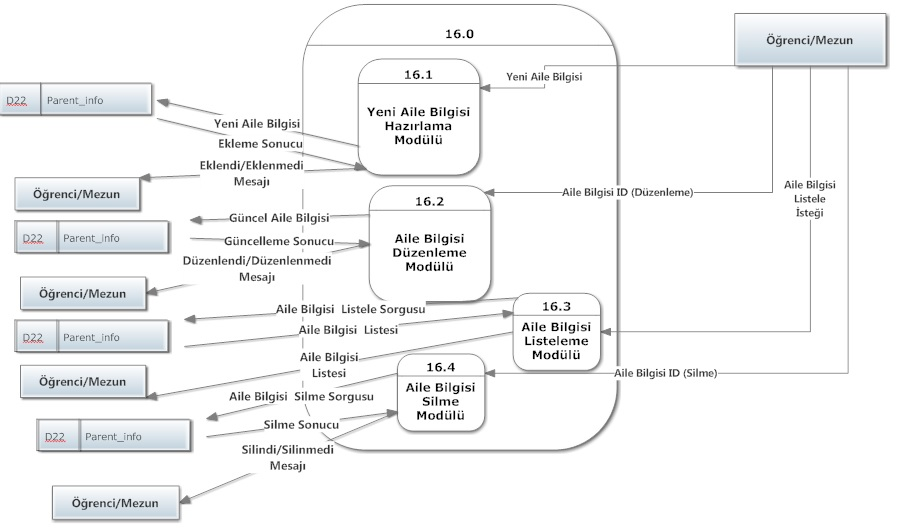 16.0
Öğrenci/Mezun
16.1
Yeni Aile Bilgisi
Hazırlama
Modülü
Yeni Aile Bilgisi
D22 Parent_info
Yeni Aile Bilgisi
Ekleme Sonucu
Eklendi/Eklenmedi
Mesajı
Öğrenci/Mezun
16.2
Aile Bilgisi
Düzenleme
Modülü
Aile Bilgisi ID (Düzenleme)
Aile Bilgisi
Listele
İsteği
D22 Parent_info
Güncel Aile Bilgisi
Güncelleme Sonucu
Düzenlendi/Düzenlenmedi
Mesajı
Öğrenci/Mezun
16.3
Aile Bilgisi
Listeleme
Modülü
Aile Bilgisi Listele Sorgusu
D22 Parent_info
Aile Bilgisi Listesi
Aile Bilgisi
Listesi
Öğrenci/Mezun
16.4
Aile Bilgisi
Silme
Modülü
Aile Bilgisi ID (Silme)
Aile Bilgisi Silme Sorgusu
D22 Parent_info
Silme Sonucu
Silindi/Silinmedi
Mesajı
Öğrenci/Mezun